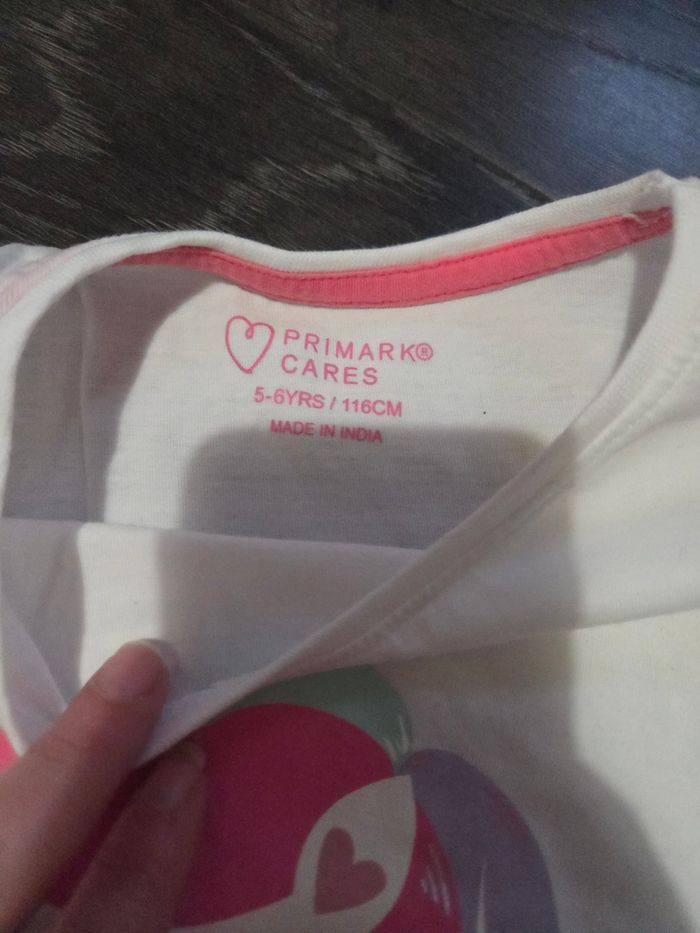 PRIMARK®
CARES
5-6YRS / 116CM
MADE IN INDIA